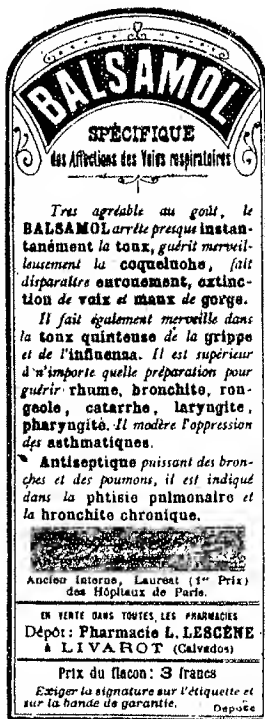 BALSAMOL
SPÉCIFIQUE
des Affections des Voies respiratoires
Très agréable au goût, le
BALSAMOL arrête presque instan-
tanément la toux, guérit merveil-
leusement la coqueluche, fait
disparaître enrouement, extinc-
tion de voix et maux de gorge.
Il fait également merveille dans
la toux quinteuse de la grippe
et de l'influenza. Il est supérieur
à n'importe quelle préparation pour
guérir rhume, bronchite, rou-
geole, catarrhe, laryngite,
pharyngite. Il modère l'oppression
des asthmatiques.
Antiseptique puissant des bron-
ches et des poumons, il est indiqué
dans la phtisie pulmonaire et
la bronchite chronique.
Ancien Interne, Lauréat (1er Prix)
des Hôpitaux de Paris.
EN VENTE DANS TOUTES LES PHARMACIES
Dépôt: Pharmacie L. LESCÈNE
à LIVAROT (Calvados)
Prix du flacon: 3 francs
Exiger la signature sur l'étiquette et
sur la bande de garantie.
Déposé